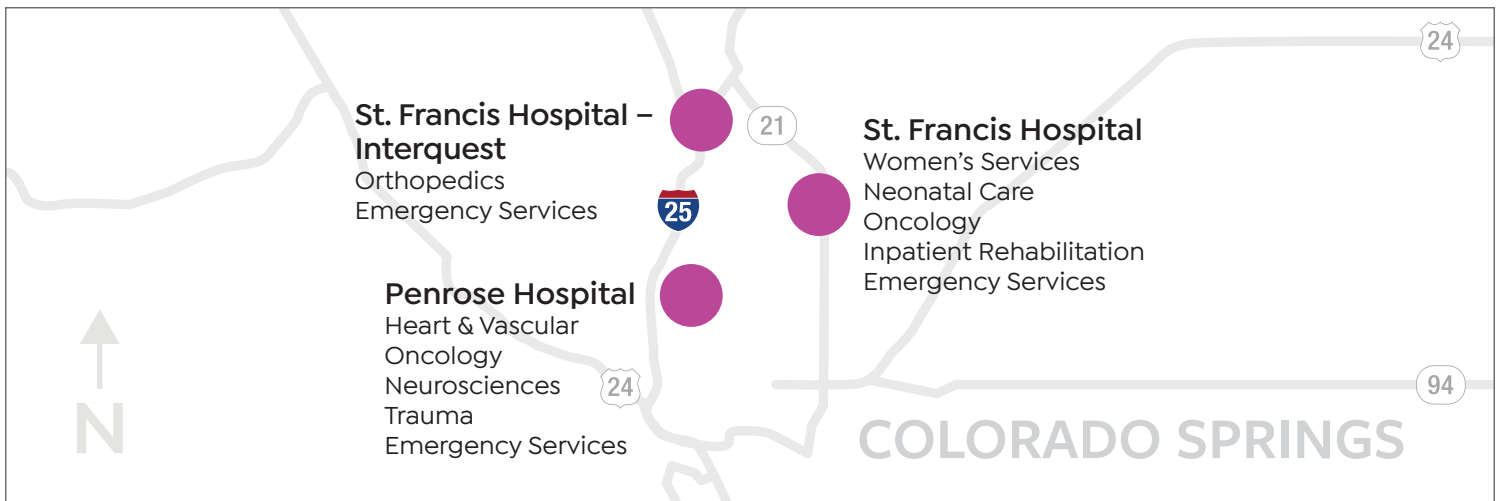 24
St. Francis Hospital –
Interquest
Orthopedics
Emergency Services
21
St. Francis Hospital
Women's Services
Neonatal Care
Oncology
Inpatient Rehabilitation
Emergency Services
25
Penrose Hospital
Heart & Vascular
Oncology
Neurosciences
Trauma
Emergency Services
24
94
N
COLORADO SPRINGS